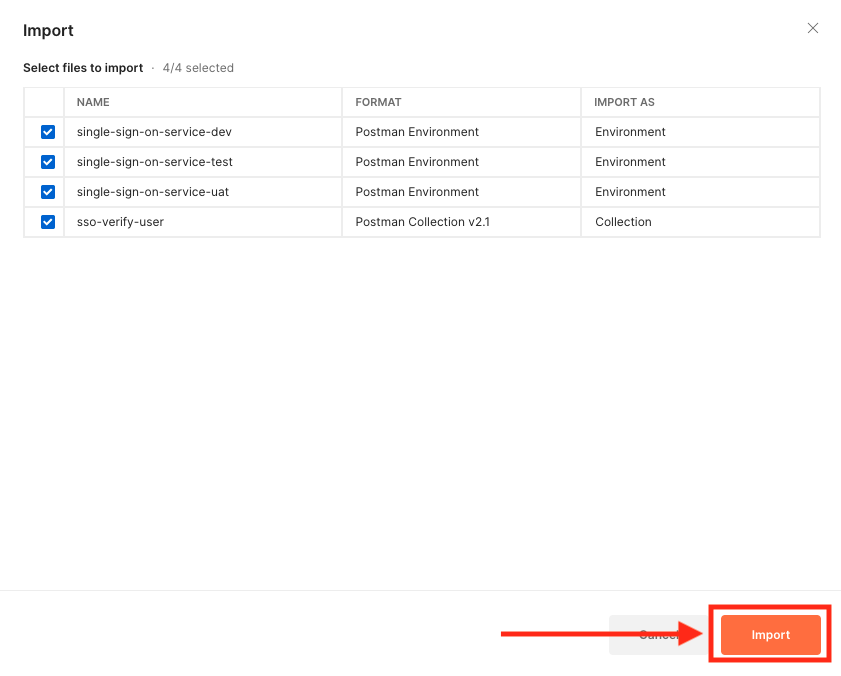 Import
Select files to import · 4/4 selected
NAME FORMAT IMPORT AS
single-sign-on-service-dev Postman Environment Environment
single-sign-on-service-test Postman Environment Environment
single-sign-on-service-uat Postman Environment Environment
sso-verify-user Postman Collection v2.1 Collection
Cancel Import